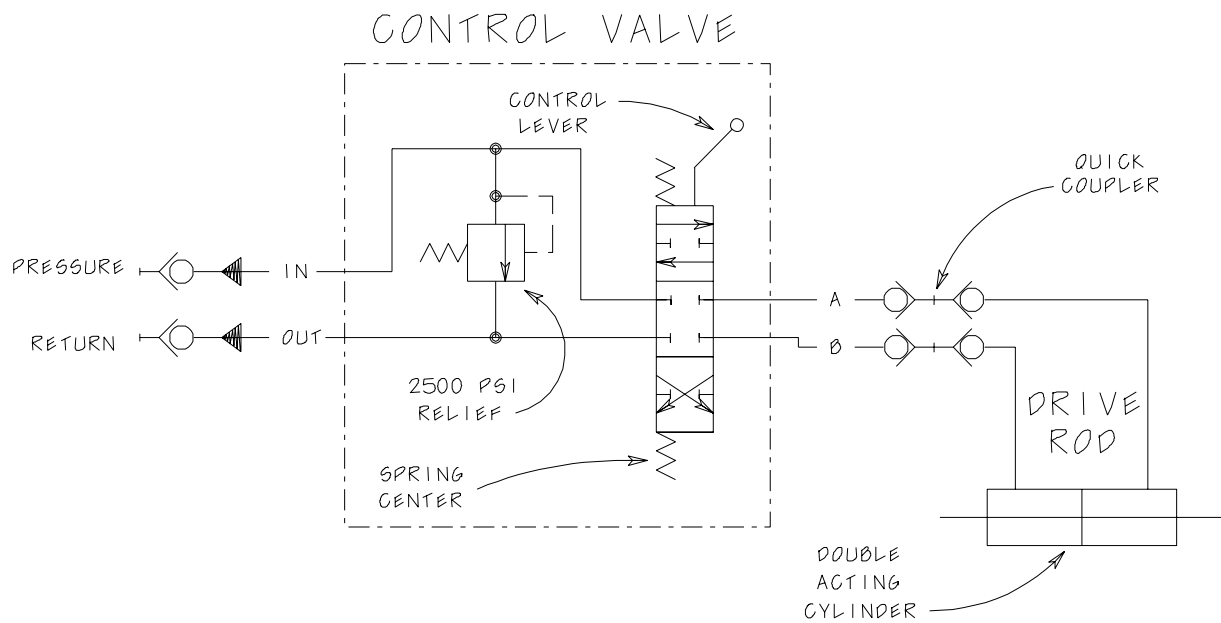 CONTROL VALVE
CONTROL
LEVER
QUICK
COUPLER
PRESSURE
IN
RETURN
OUT
A
B
2500 PSI
RELIEF
DRIVE
ROD
SPRING
CENTER
DOUBLE
ACTING
CYLINDER